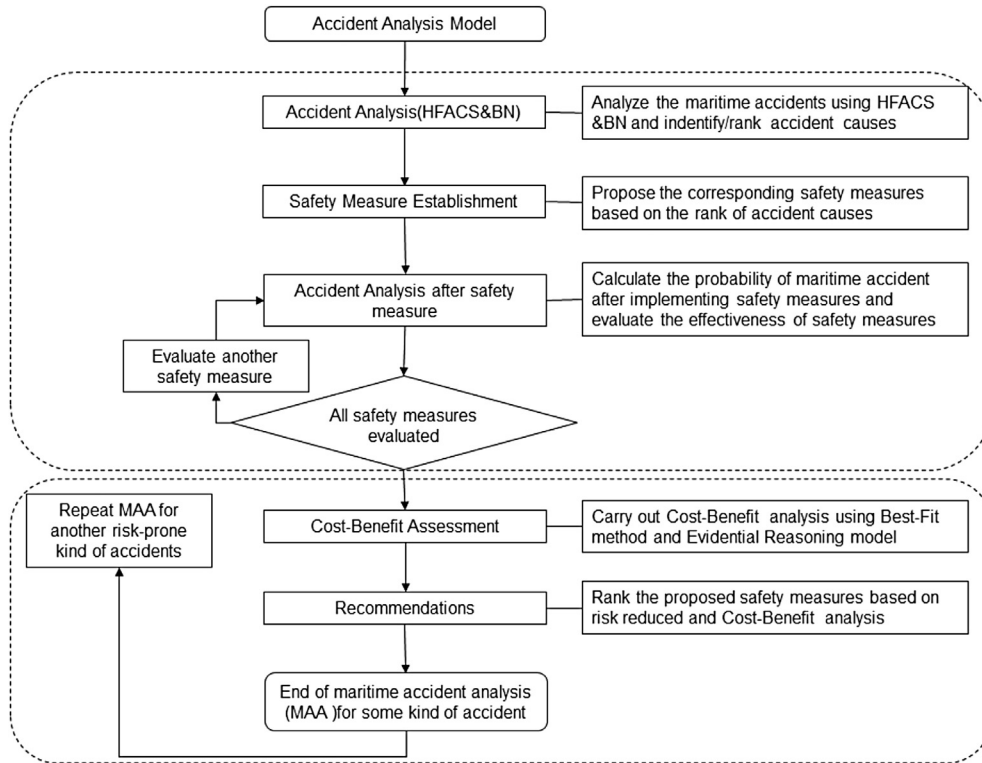 Accident Analysis Model
Accident Analysis(HFACS&BN)
Analyze the maritime accidents using HFACS
&BN and indentify/rank accident causes
Safety Measure Establishment
Propose the corresponding safety measures
based on the rank of accident causes
Accident Analysis after safety
measure
Calculate the probability of maritime accident
after implementing safety measures and
evaluate the effectiveness of safety measures
Evaluate another
safety measure
All safety measures
evaluated
Repeat MAA for
another risk-prone
kind of accidents
Cost-Benefit Assessment
Carry out Cost-Benefit analysis using Best-Fit
method and Evidential Reasoning model
Recommendations
Rank the proposed safety measures based on
risk reduced and Cost-Benefit analysis
End of maritime accident analysis
(MAA )for some kind of accident